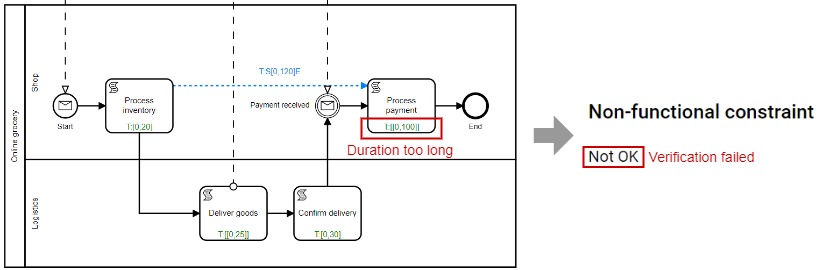 Online grocery
Shop
Logistics
Start
Process
inventory
T:[0,20]
T:S[0,120]E
Payment received
Process
payment
T:[[0,100]]
Duration too long
End
Deliver goods
T:[[0,25]]
Confirm delivery
T:[0,30]
Non-functional constraint
Not OK Verification failed